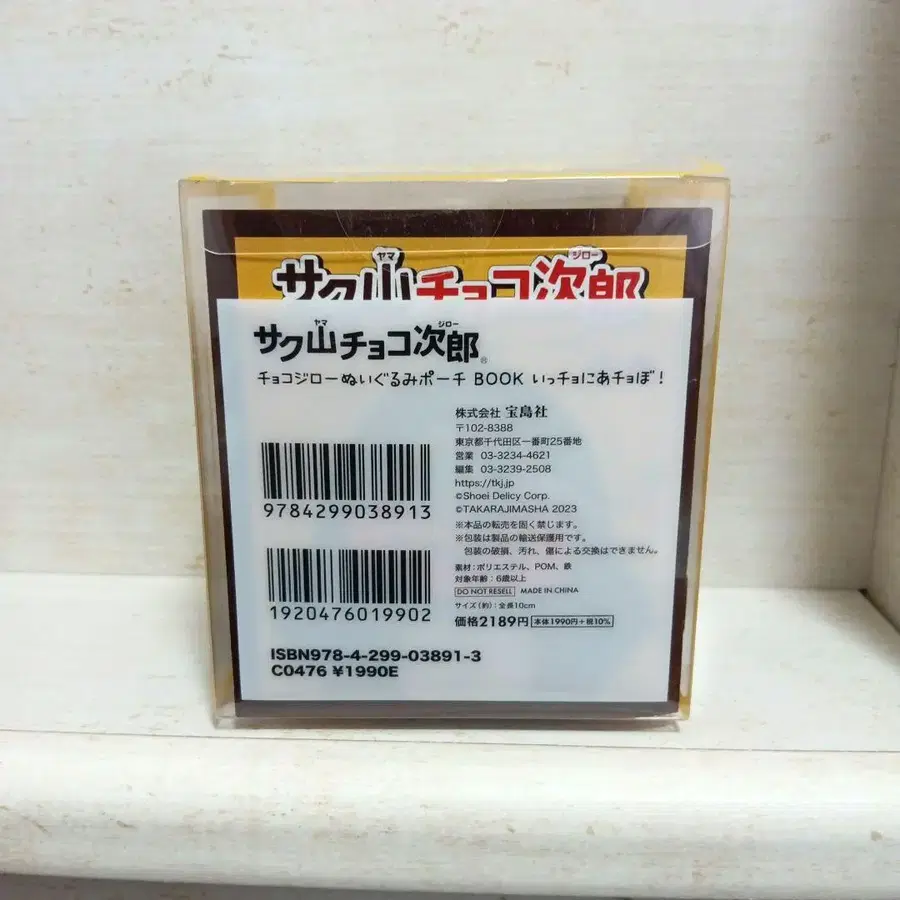 ヤマ ジロー
サク山チョコ次郎
ヤマ ジロー
サク山チョコ次郎®
チョコジローぬいぐるみポーチ BOOK いっチョにあチョぼ!
株式会社 宝島社
〒102-8388
東京都千代田区一番町25番地
営業 03-3234-4621
編集 03-3239-2508
https://tkj.jp
©Shoei Delicy Corp.
©TAKARAJIMASHA 2023
※本品の転売を固く禁じます。
※包装は製品の輸送保護用です。
包装の破損、汚れ、傷による交換はできません。
素材:ポリエステル、POM、鉄
対象年齢:6歳以上
DO NOT RESELL MADE IN CHINA
サイズ(約):全長10cm
価格2189円 本体1990円+税10%
9784299038913
1920476019902
ISBN978-4-299-03891-3
C0476 ¥1990E